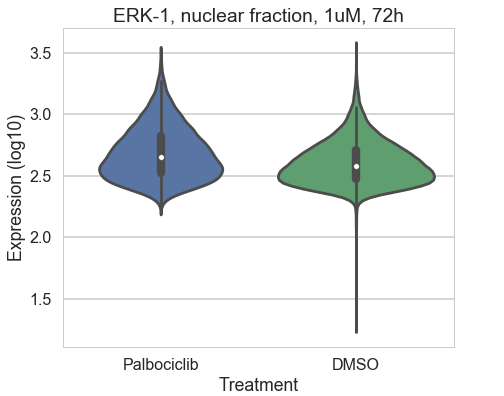 ERK-1, nuclear fraction, 1uM, 72h
3.5
3.0
2.5
2.0
1.5
Expression (log10)
Palbociclib
DMSO
Treatment